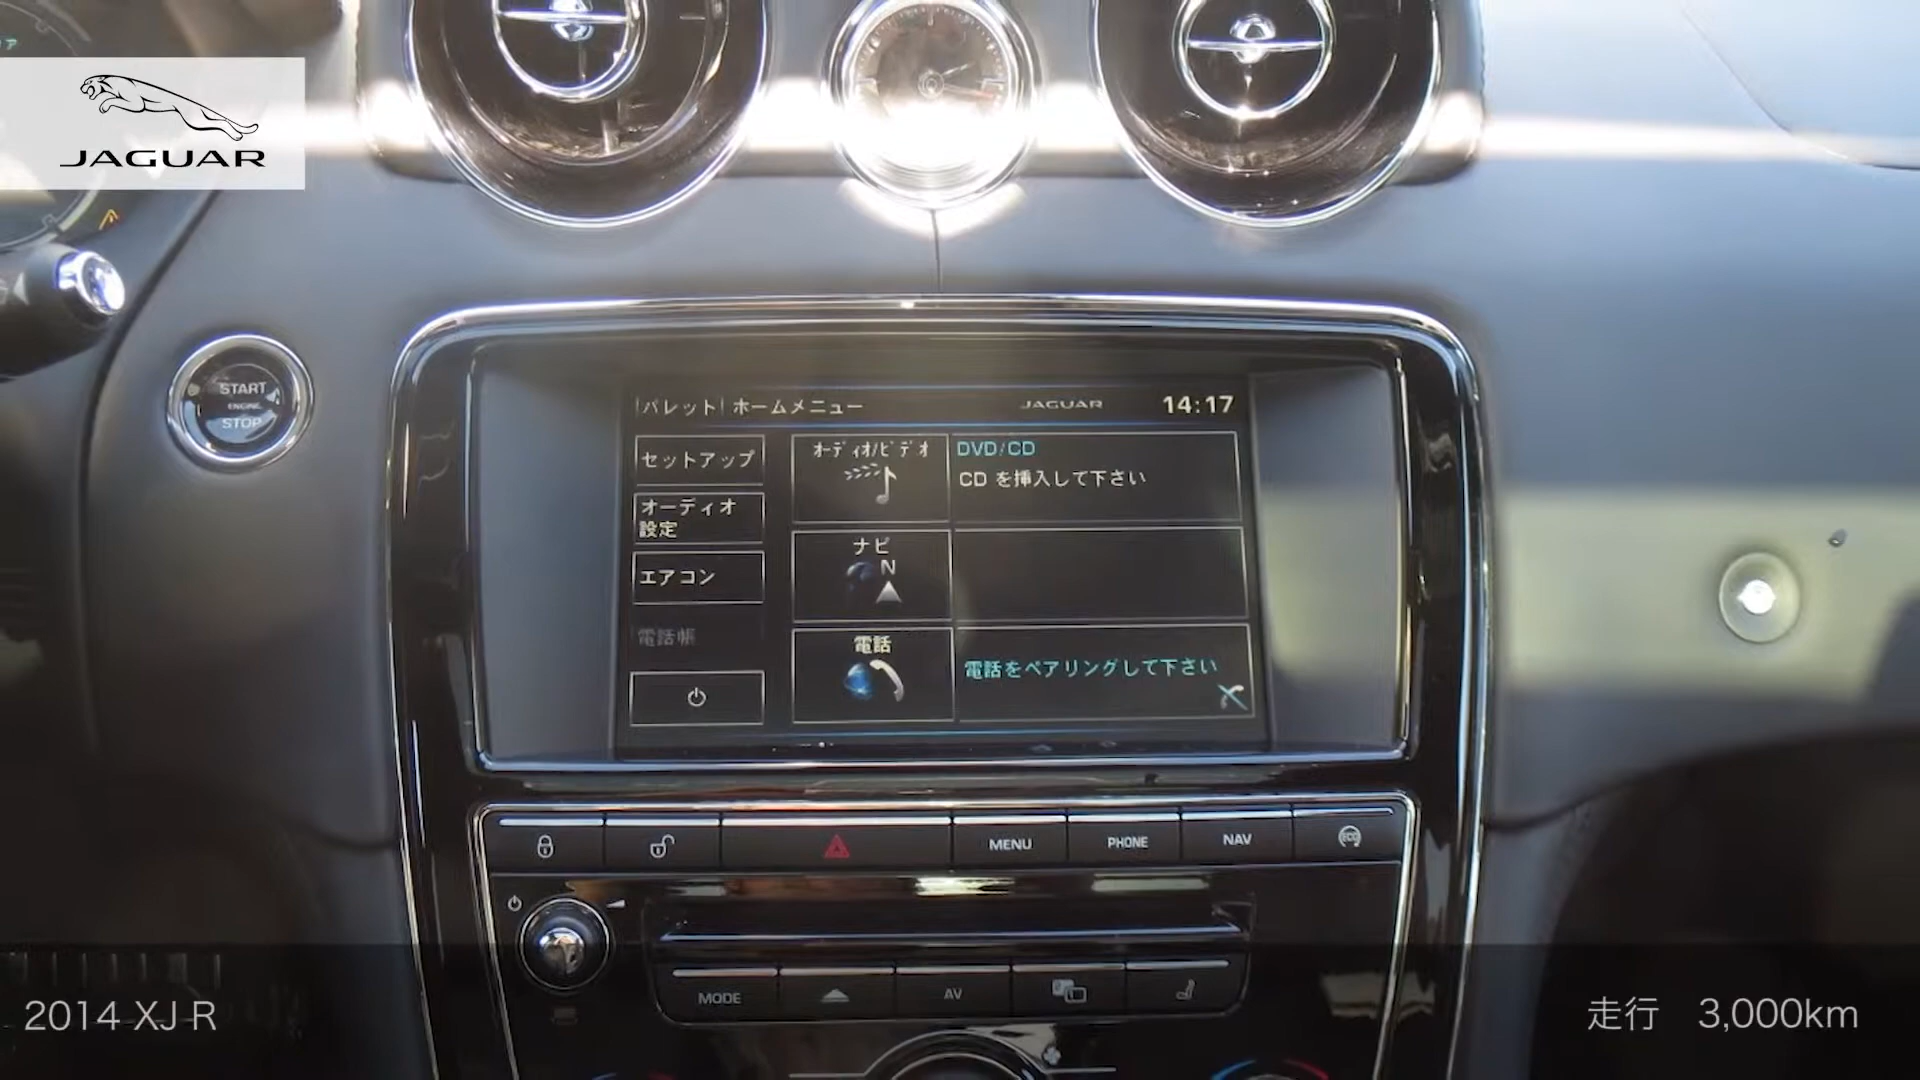 JAGUAR
START
ENGINE
STOP
パレット ホームメニュー
JAGUAR
14:17
セットアップ
オーディオ
設定
エアコン
電話帳
オーディオ/ビデオ
DVD/CD
CD を挿入して下さい
ナビ
N
電話
電話をペアリングして下さい
MENU
PHONE
NAV
ECO
MODE
AV
2014 XJ R
走行 3,000km